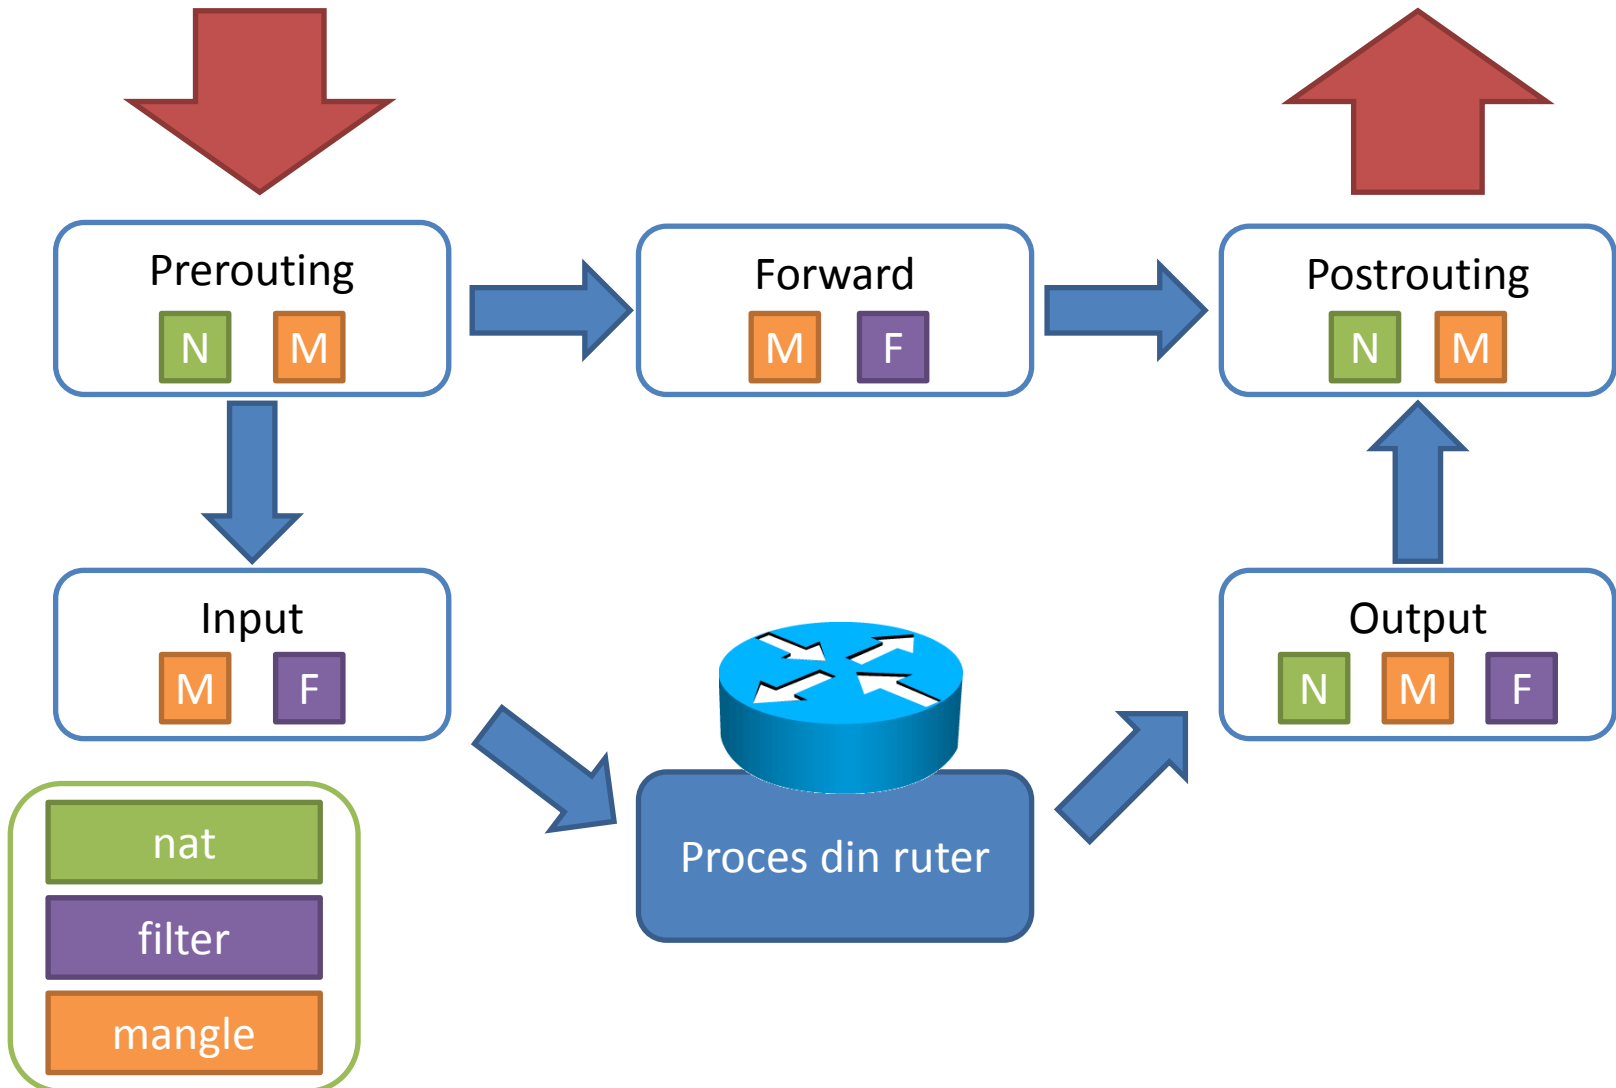 Prerouting
N M
Forward
M F
Postrouting
N M
Input
M F
Output
N M F
Proces din ruter
nat
filter
mangle